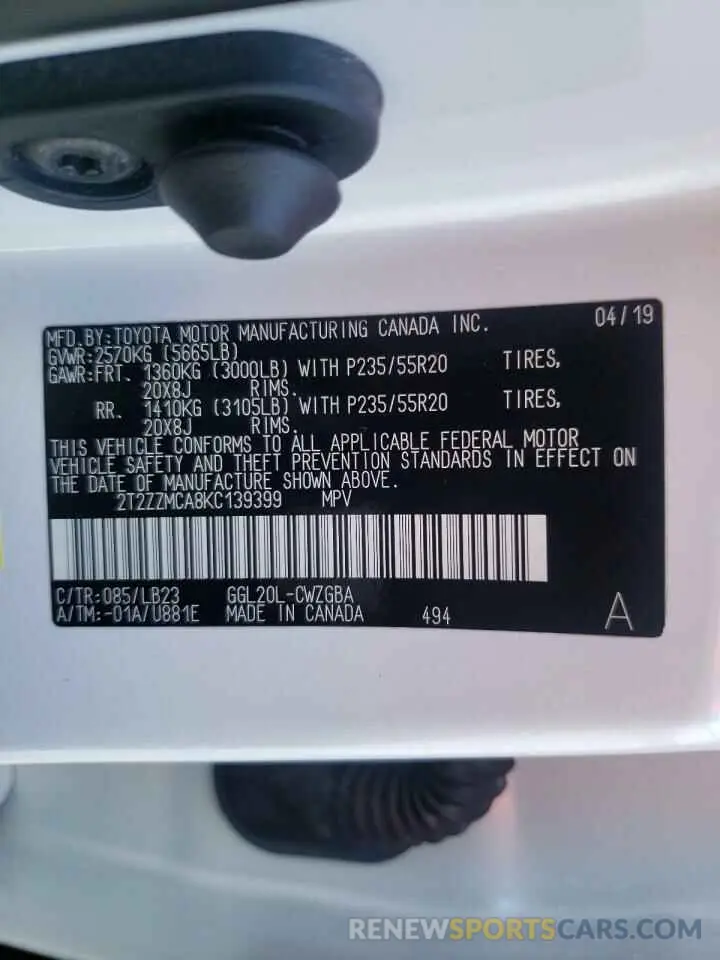 MFD. BY: TOYOTA MOTOR MANUFACTURING CANADA INC. 04/19
GVWR: 2570KG (5665LB)
GAWR: FRT. 1360KG (3000LB) WITH P235/55R20 TIRES,
20X8J RIMS.
RR. 1410KG (3105LB) WITH P235/55R20 TIRES,
20X8J RIMS.
THIS VEHICLE CONFORMS TO ALL APPLICABLE FEDERAL MOTOR
VEHICLE SAFETY AND THEFT PREVENTION STANDARDS IN EFFECT ON
THE DATE OF MANUFACTURE SHOWN ABOVE.
2T2ZZMCA8KC139399 MPV
C/TR: 085/LB23 GGL20L-CWZGBA
A/TM: -01A/U881E MADE IN CANADA 494 A
RENEWSPORTSCARS.COM